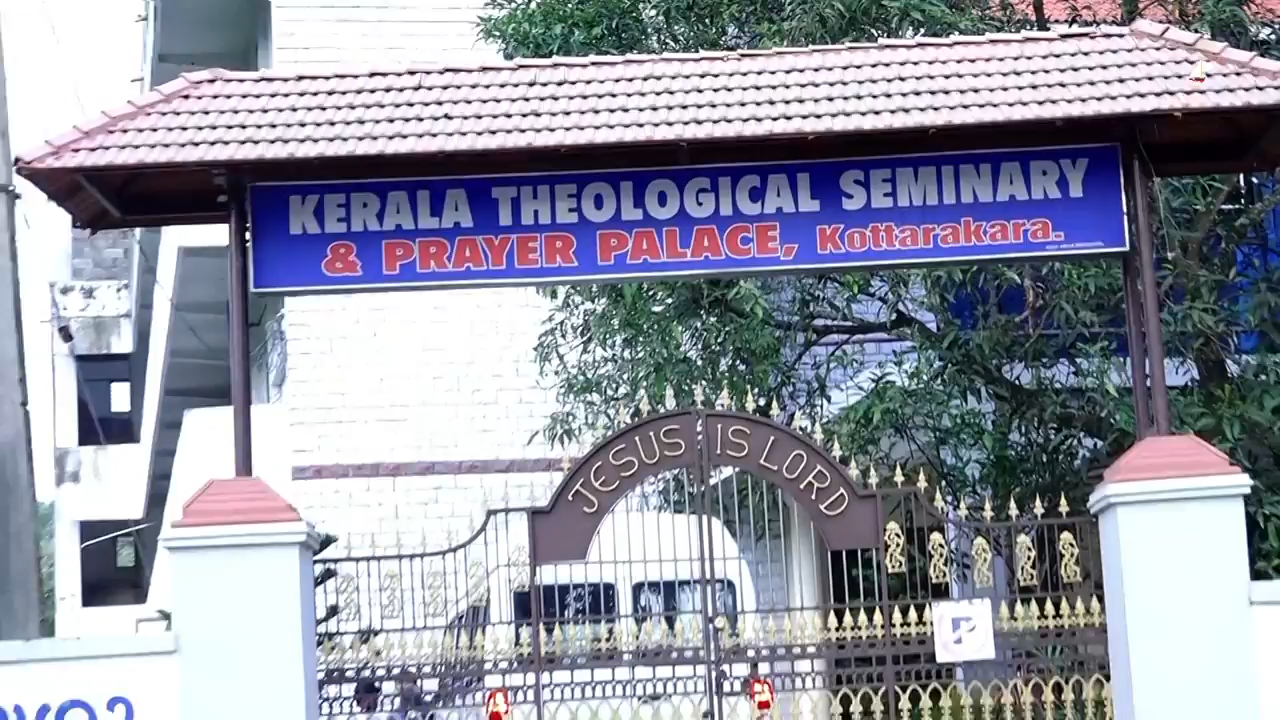 KERALA THEOLOGICAL SEMINARY
& PRAYER PALACE, Kottarakara.
JESUS IS LORD
P